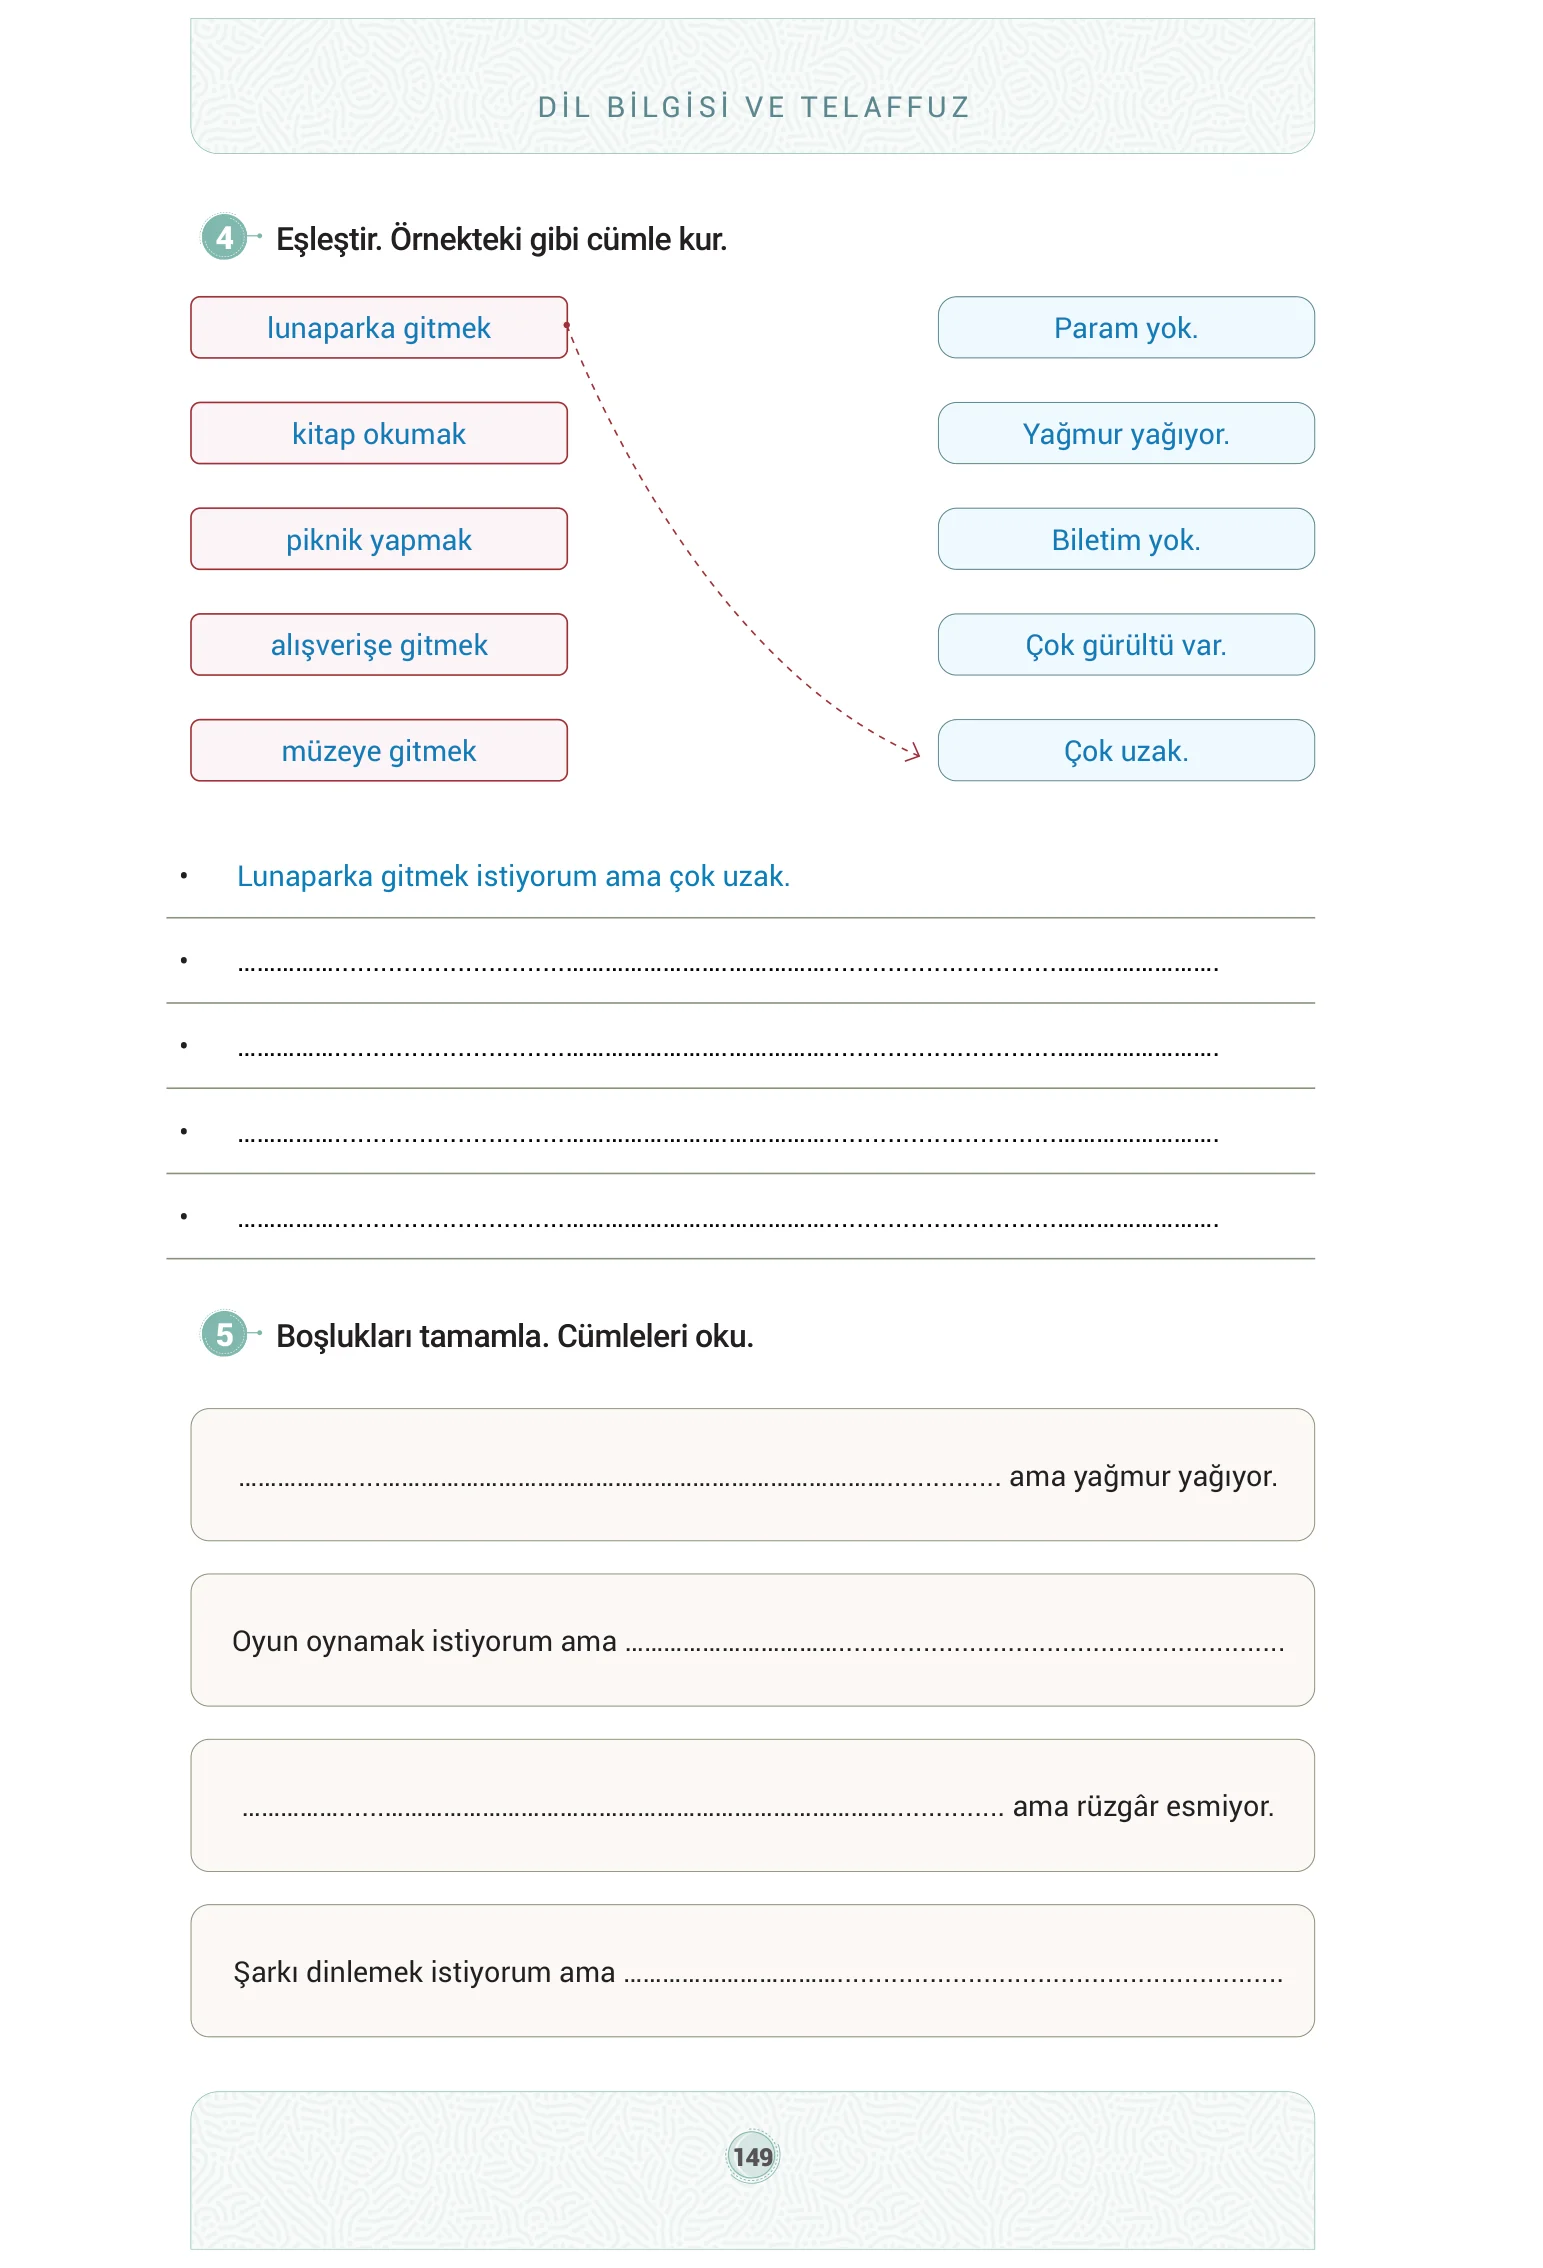 DİL BİLGİSİ VE TELAFFUZ
4 Eşleştir. Örnekteki gibi cümle kur.
lunaparka gitmek
Param yok.
kitap okumak
Yağmur yağıyor.
piknik yapmak
Biletim yok.
alışverişe gitmek
Çok gürültü var.
müzeye gitmek
Çok uzak.
• Lunaparka gitmek istiyorum ama çok uzak.
• ....................................................................................................
• ....................................................................................................
• ....................................................................................................
• ....................................................................................................
5 Boşlukları tamamla. Cümleleri oku.
.................................................................................... ama yağmur yağıyor.
Oyun oynamak istiyorum ama ......................................................................
.................................................................................... ama rüzgâr esmiyor.
Şarkı dinlemek istiyorum ama ......................................................................
149